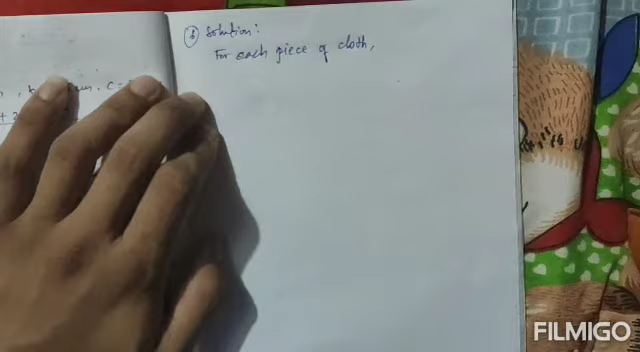 ⑥ Solution:
For each piece of cloth,
FILMIGO